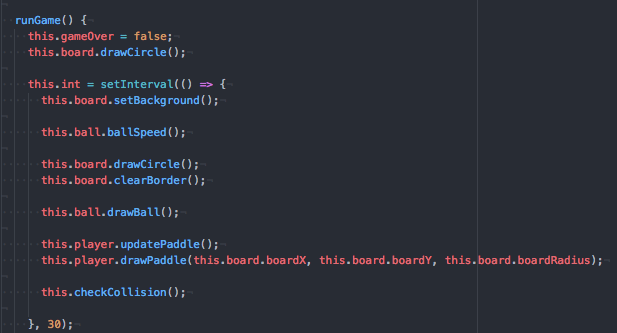 runGame() {
this.gameOver = false;
this.board.drawCircle();
this.int = setInterval(() => {
this.board.setBackground();
this.ball.ballSpeed();
this.board.drawCircle();
this.board.clearBorder();
this.ball.drawBall();
this.player.updatePaddle();
this.player.drawPaddle(this.board.boardX, this.board.boardY, this.board.boardRadius);
this.checkCollision();
}, 30);